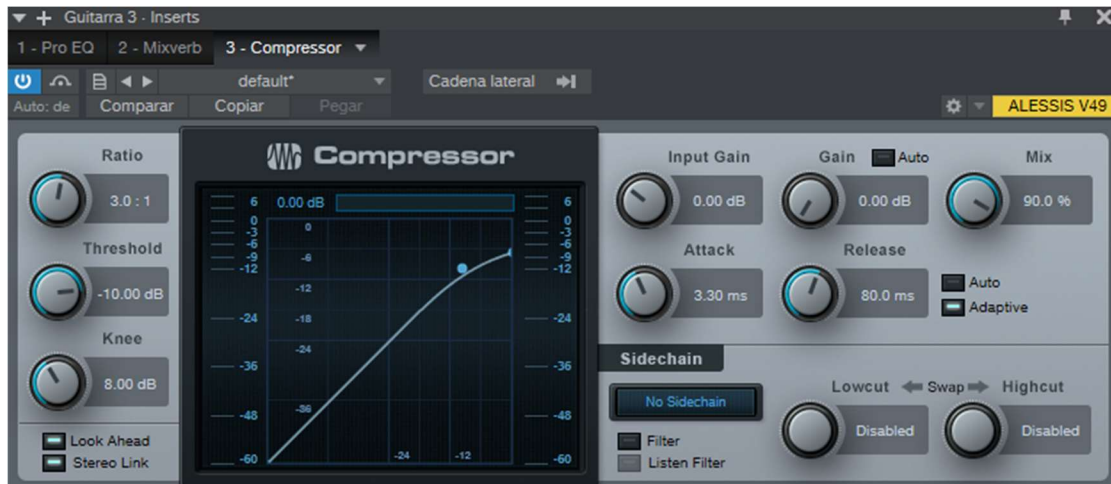 Guitarra 3 - Inserts
1 - Pro EQ 2 - Mixverb 3 - Compressor
default* Cadena lateral
Auto: de Comparar Copiar Pegar ALESSIS V49
Compressor
Ratio
3.0 : 1
Threshold
-10.00 dB
Knee
8.00 dB
Look Ahead
Stereo Link
6 0.00 dB 6
0 0 0
-3 -3
-6 -6 -6
-9 -9
-12 -12
-12
-24 -18 -24
-24
-36 -36
-36
-48 -48
-60 -24 -12 -60
Input Gain Gain Auto Mix
0.00 dB 0.00 dB 90.0 %
Attack Release
3.30 ms 80.0 ms Auto
Adaptive
Sidechain
No Sidechain
Filter
Listen Filter
Lowcut Swap Highcut
Disabled Disabled